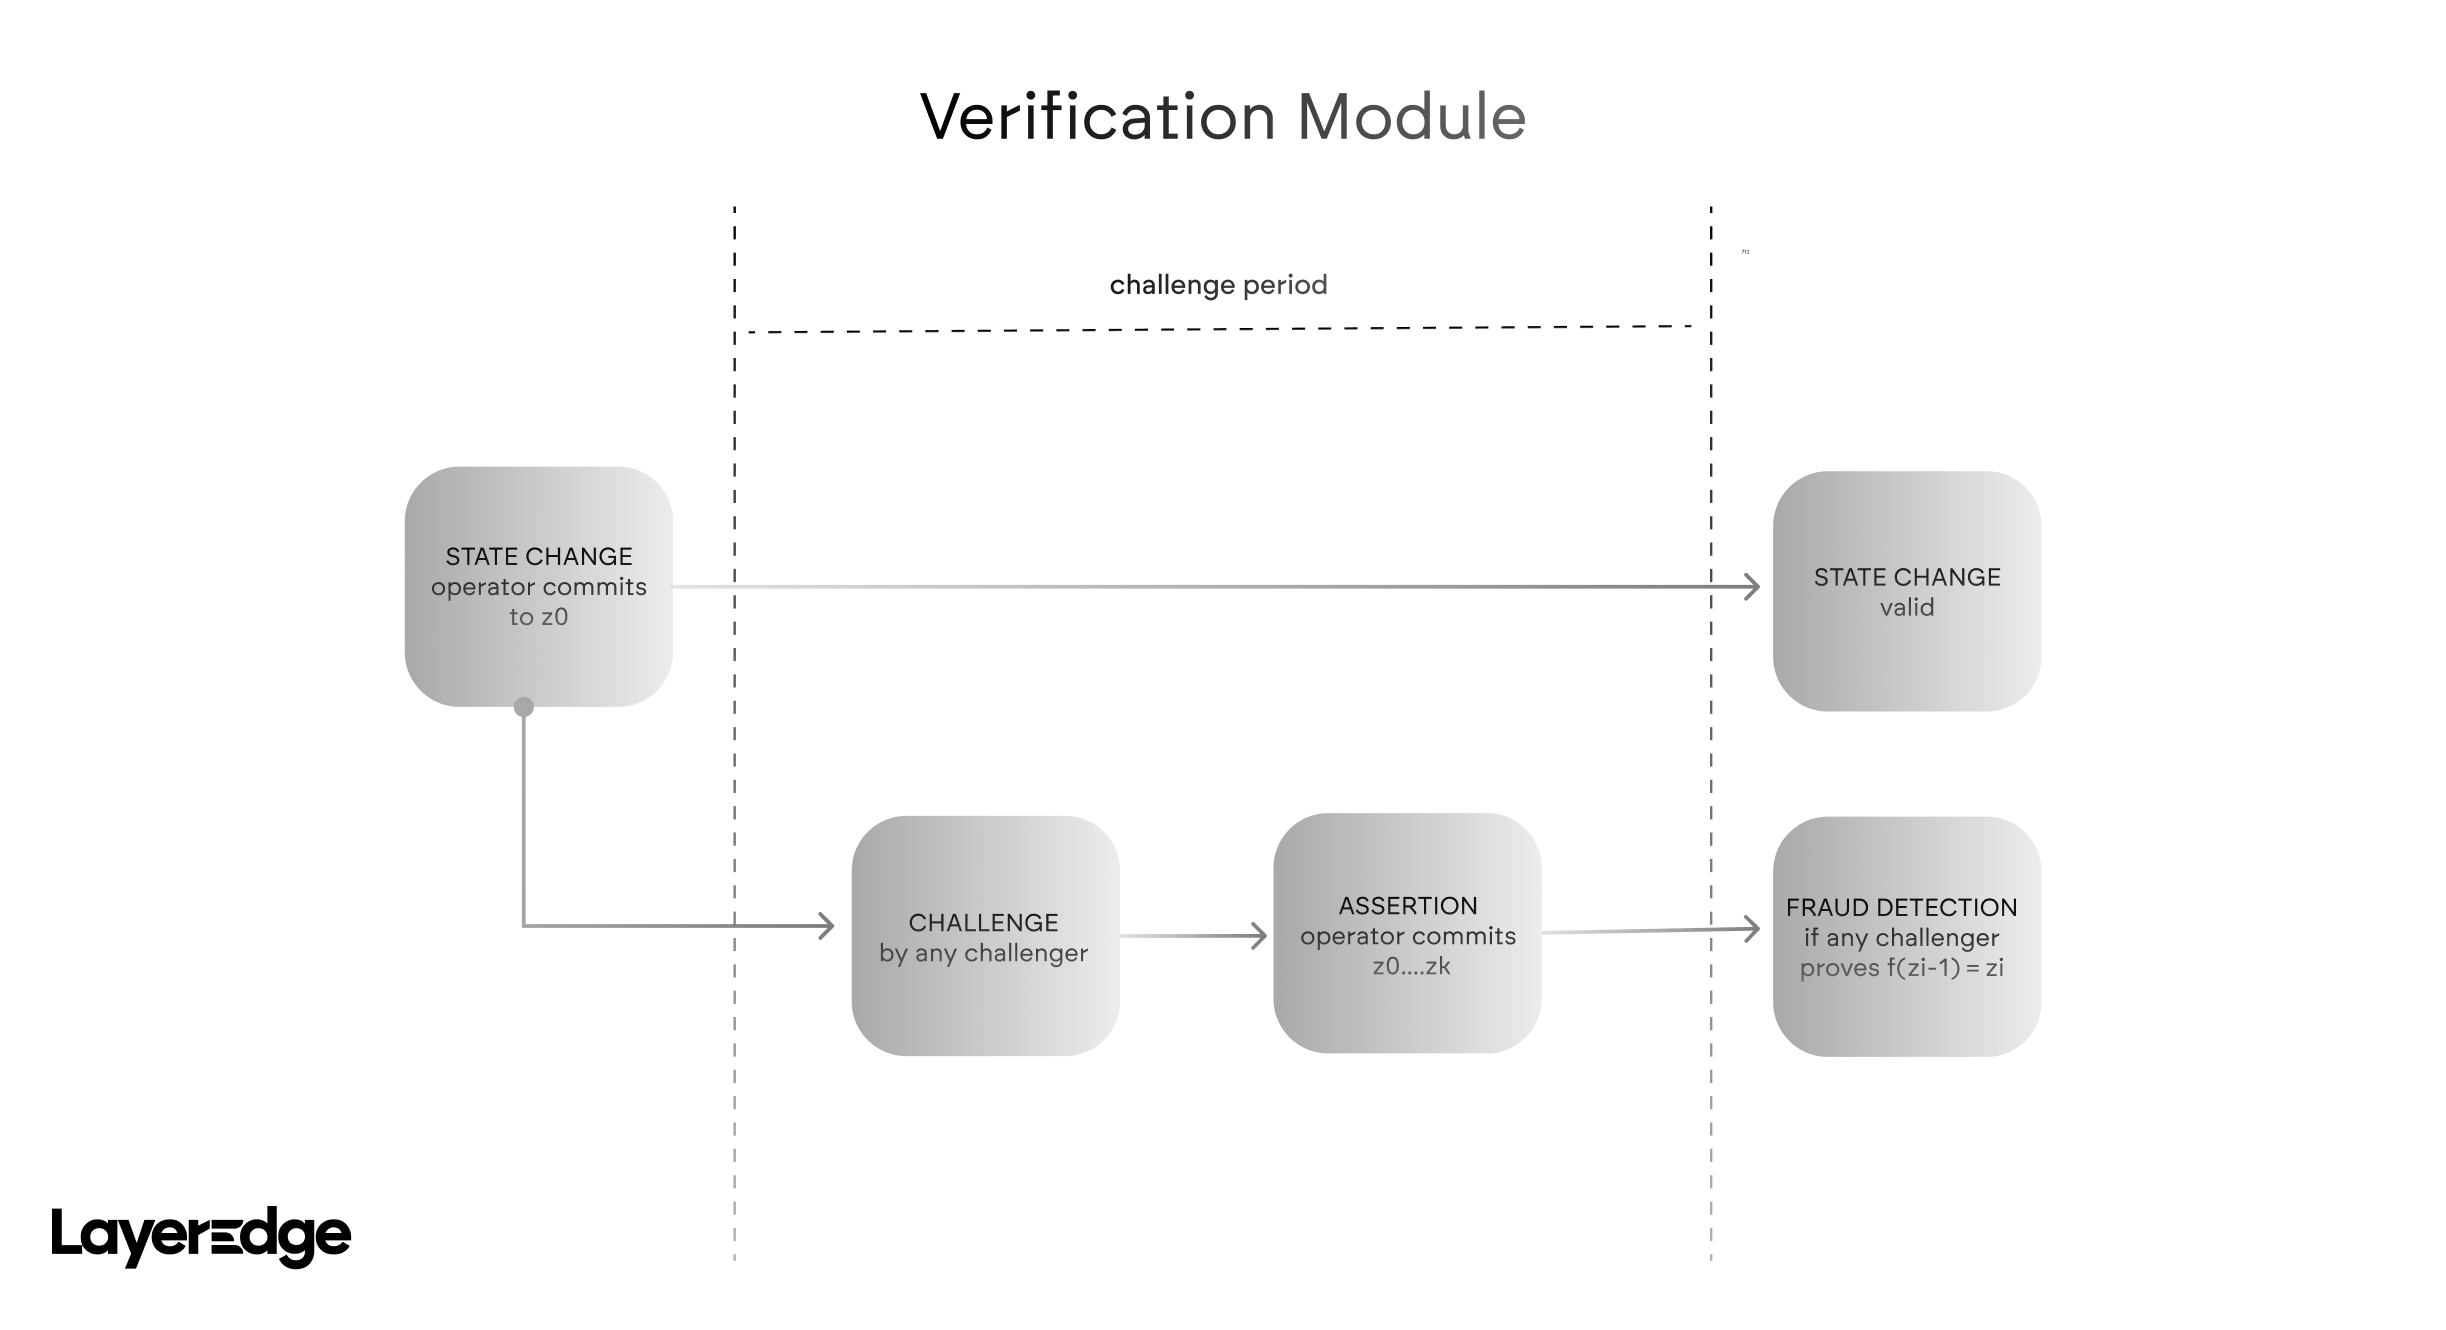 Verification Module
challenge period
STATE CHANGE
operator commits
to z0
STATE CHANGE
valid
CHALLENGE
by any challenger
ASSERTION
operator commits
z0....zk
FRAUD DETECTION
if any challenger
proves f(zi-1) = zi
LayerEdge